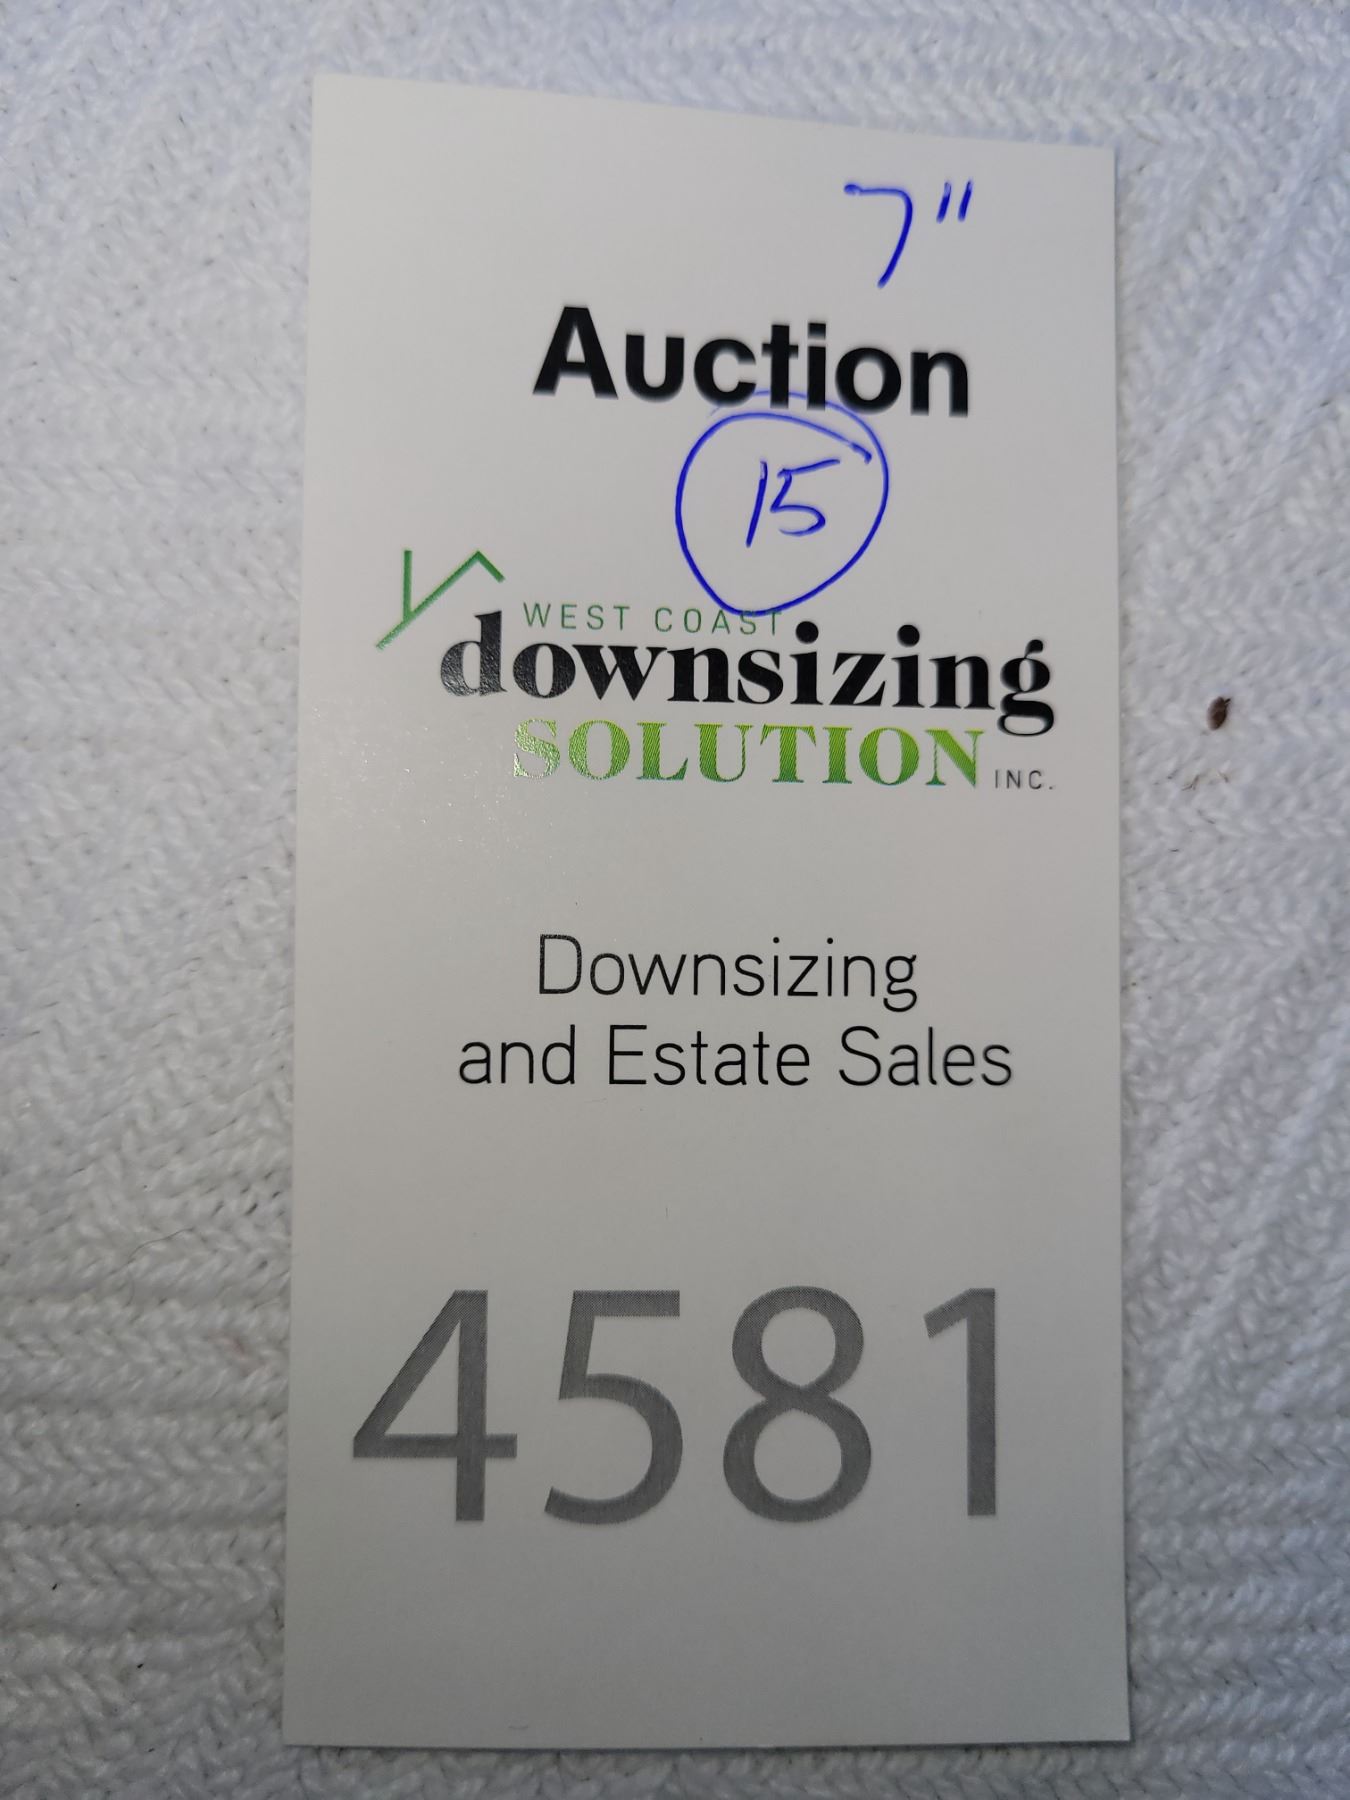 7"
Auction
15
WEST COAST
downsizing
SOLUTION INC.
Downsizing
and Estate Sales
4581